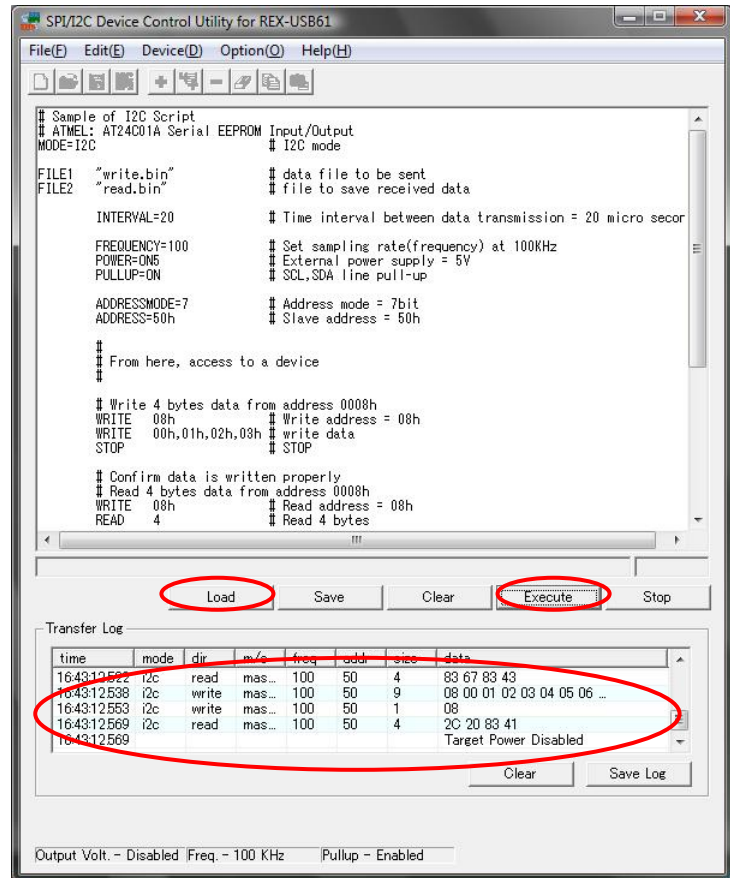 SPI/I2C Device Control Utility for REX-USB61
File(F) Edit(E) Device(D) Option(O) Help(H)
# Sample of I2C Script
# ATMEL: AT24C01A Serial EEPROM Input/Output
MODE=I2C # I2C mode
FILE1 "write.bin" # data file to be sent
FILE2 "read.bin" # file to save received data
INTERVAL=20 # Time interval between data transmission = 20 micro secor
FREQUENCY=100 # Set sampling rate(frequency) at 100KHz
POWER=ON5 # External power supply = 5V
PULLUP=ON # SCL,SDA line pull-up
ADDRESSMODE=7 # Address mode = 7bit
ADDRESS=50h # Slave address = 50h
#
# From here, access to a device
#
# Write 4 bytes data from address 0008h
WRITE 08h # Write address = 08h
WRITE 00h,01h,02h,03h # write data
STOP # STOP
# Confirm data is written properly
# Read 4 bytes data from address 0008h
WRITE 08h # Read address = 08h
READ 4 # Read 4 bytes
Load Save Clear Execute Stop
Transfer Log
time mode dir m/s freq addr size data
16:43:12.522 i2c read mas... 100 50 4 83 67 83 43
16:43:12.538 i2c write mas... 100 50 9 08 00 01 02 03 04 05 06 ...
16:43:12.553 i2c write mas... 100 50 1 08
16:43:12.569 i2c read mas... 100 50 4 2C 20 83 41
16:43:12.569 Target Power Disabled
Clear Save Log
Output Volt. - Disabled Freq. - 100 KHz Pullup - Enabled